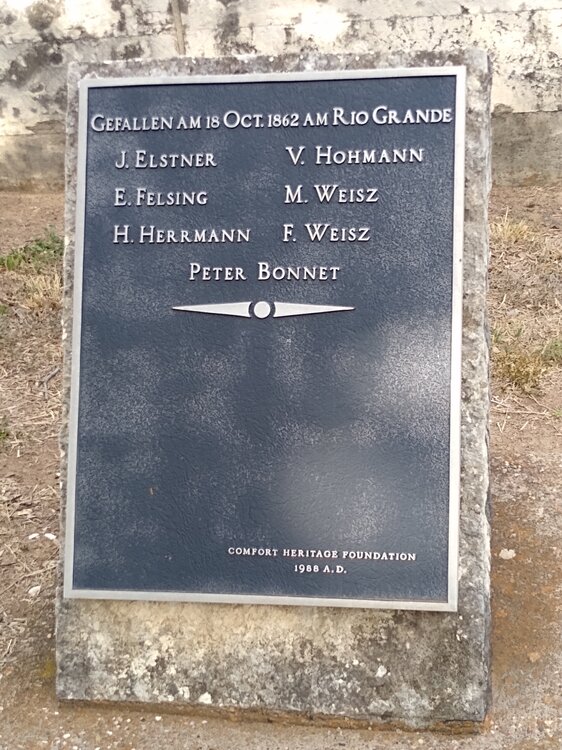 GEFALLEN AM 18 OCT. 1862 AM RIO GRANDE
J. ELSTNER V. HOHMANN
E. FELSING M. WEISZ
H. HERRMANN F. WEISZ
PETER BONNET
COMFORT HERITAGE FOUNDATION
1988 A.D.